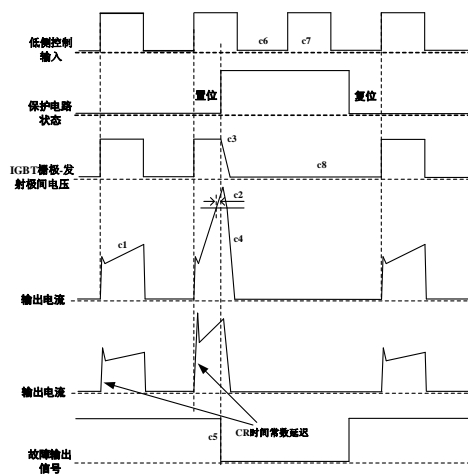 低侧控制
输入
c6
c7
保护电路
状态
置位
复位
c3
IGBT栅极-发
射极间电压
c8
c2
c1
c4
输出电流
输出电流
CR时间常数延迟
c5
故障输出
信号